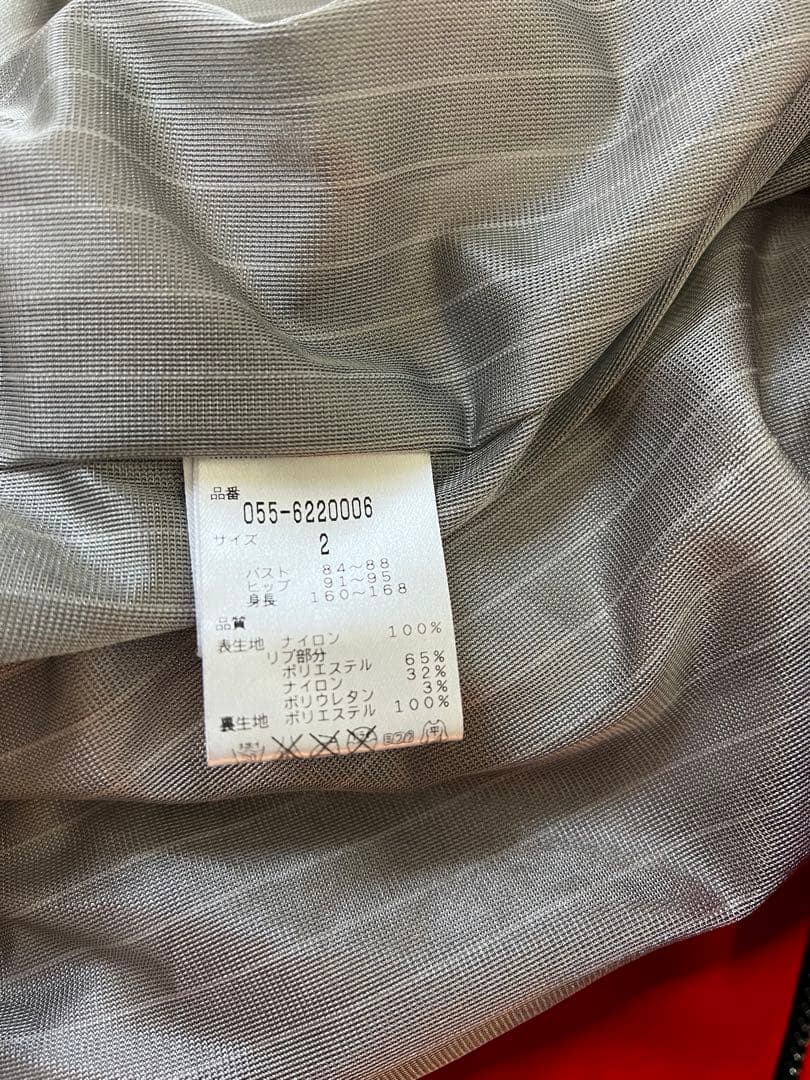 品番
055-6220006
サイズ 2
バスト 84～88
ヒップ 91～95
身長 160～168
品質
表生地 ナイロン 100%
リブ部分
ポリエステル 65%
ナイロン 32%
ポリウレタン 3%
裏生地 ポリエステル 100%
平